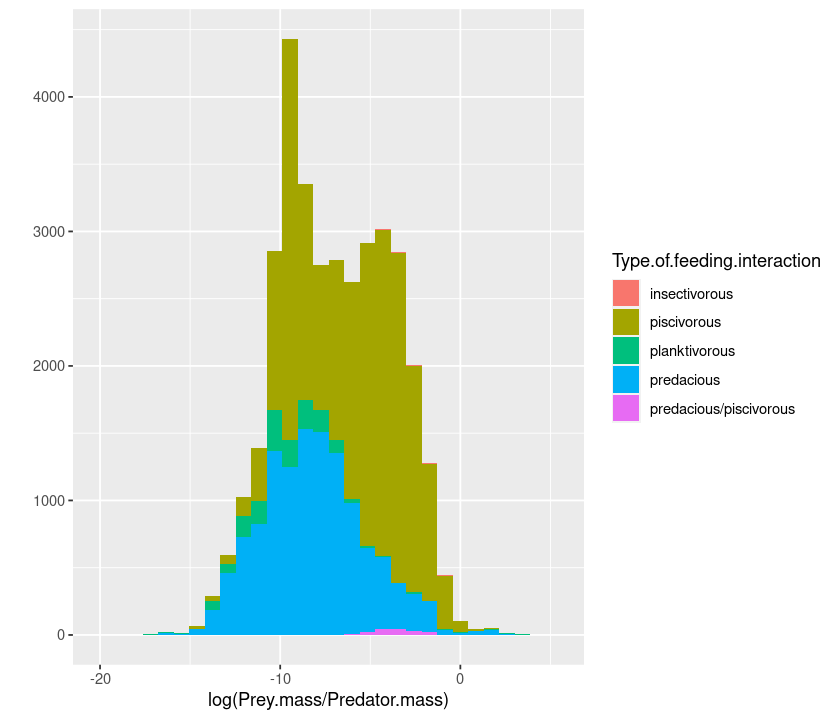 4000
3000
2000
1000
0
-20
-10
0
log(Prey.mass/Predator.mass)
Type.of.feeding.interaction
insectivorous
piscivorous
planktivorous
predacious
predacious/piscivorous